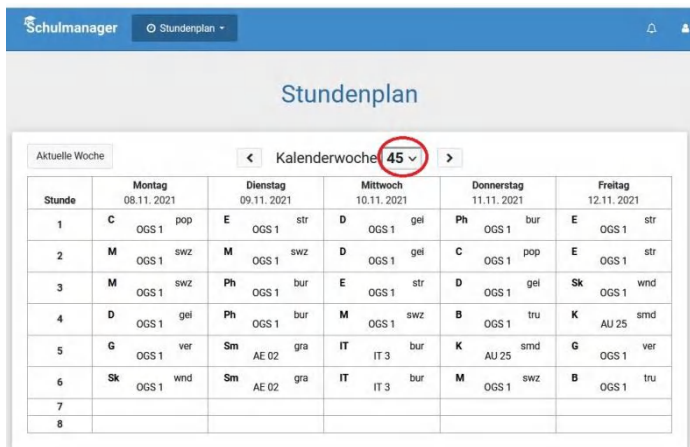 Schulmanager Stundenplan
Stundenplan
Aktuelle Woche Kalenderwoche 45
Stunde Montag 08.11. 2021 Dienstag 09.11. 2021 Mittwoch 10.11. 2021 Donnerstag 11.11. 2021 Freitag 12.11. 2021
1 C OGS 1 pop E OGS 1 str D OGS 1 gei Ph OGS 1 bur E OGS 1 str
2 M OGS 1 swz M OGS 1 swz D OGS 1 gei C OGS 1 pop E OGS 1 str
3 M OGS 1 swz Ph OGS 1 bur E OGS 1 str D OGS 1 gei Sk OGS 1 wnd
4 D OGS 1 gei Ph OGS 1 bur M OGS 1 swz B OGS 1 tru K AU 25 smd
5 G OGS 1 ver Sm AE 02 gra IT IT 3 bur K AU 25 smd G OGS 1 ver
6 Sk OGS 1 wnd Sm AE 02 gra IT IT 3 bur M OGS 1 swz B OGS 1 tru
7
8